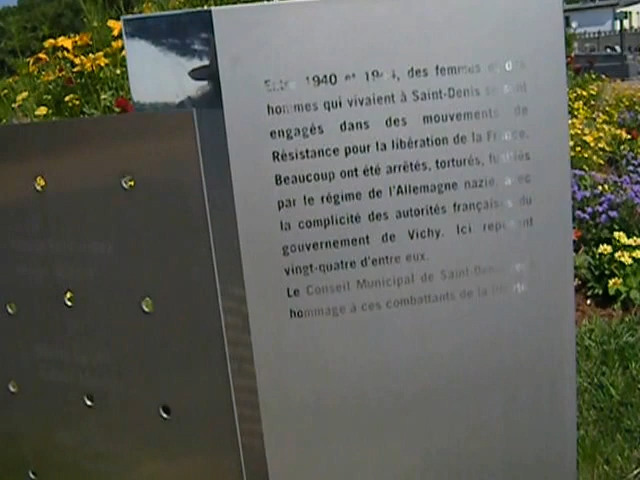 Entre 1940 et 1944, des femmes et des
hommes qui vivaient à Saint-Denis se sont
engagés dans des mouvements de
Résistance pour la libération de la France.
Beaucoup ont été arrêtés, torturés, fusillés
par le régime de l'Allemagne nazie, avec
la complicité des autorités françaises du
gouvernement de Vichy. Ici reposent
vingt-quatre d'entre eux.
Le Conseil Municipal de Saint-Denis
hommage à ces combattants de la liberté